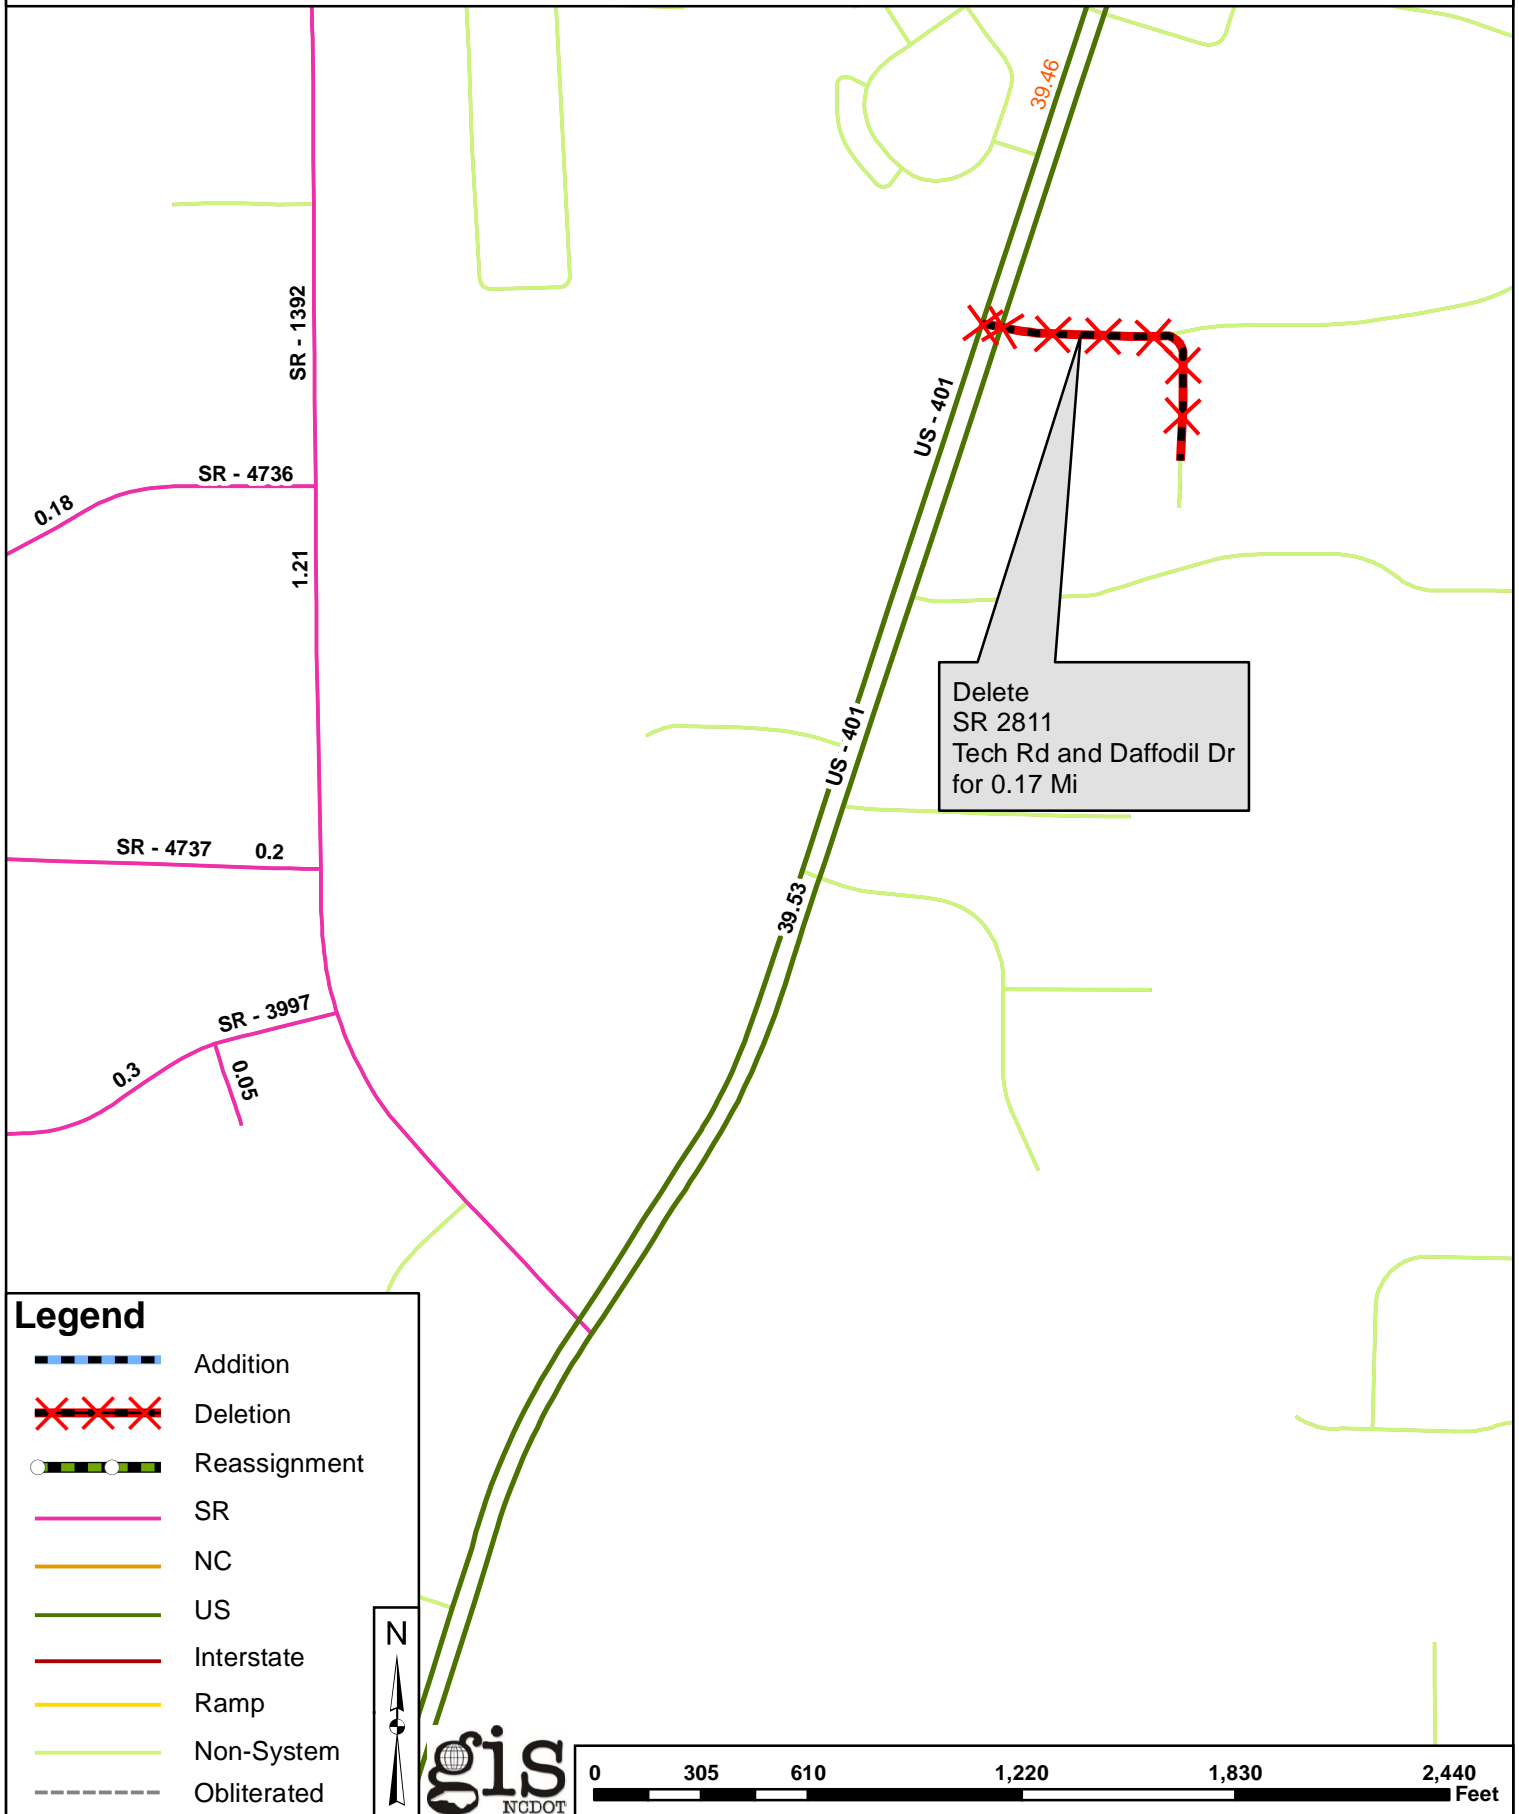 39.46
SR - 1392
US - 401
SR - 4736
0.18
1.21
Delete
SR 2811
Tech Rd and Daffodil Dr
for 0.17 Mi
US - 401
SR - 4737
0.2
39.53
SR - 3997
0.3
0.05
Legend
Addition
Deletion
Reassignment
SR
NC
US
Interstate
Ramp
Non-System
Obliterated
N
gis
NCDOT
0 305 610 1,220 1,830 2,440
Feet